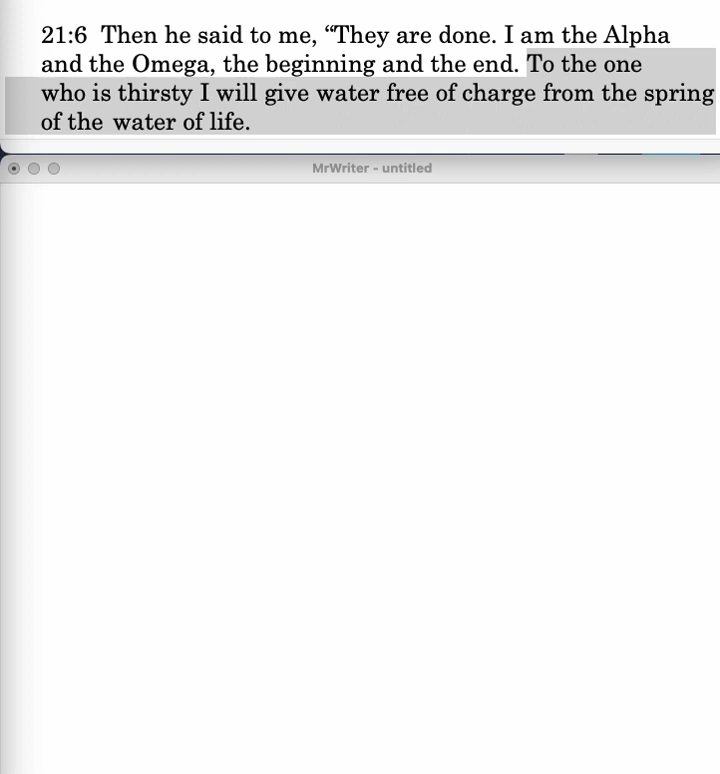 21:6 Then he said to me, “They are done. I am the Alpha
and the Omega, the beginning and the end. To the one
who is thirsty I will give water free of charge from the spring
of the water of life.
MrWriter - untitled